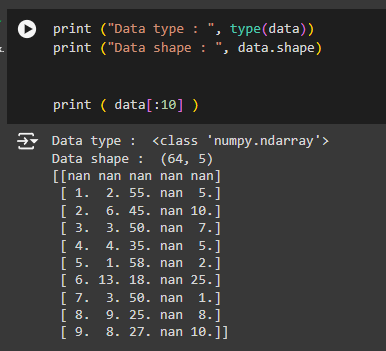 print ("Data type : ", type(data))
print ("Data shape : ", data.shape)
print ( data[:10] )
Data type :  <class 'numpy.ndarray'>
Data shape :  (64, 5)
[[nan nan nan nan nan]
 [ 1.  2. 55. nan  5.]
 [ 2.  6. 45. nan 10.]
 [ 3.  3. 50. nan  7.]
 [ 4.  4. 35. nan  5.]
 [ 5.  1. 58. nan  2.]
 [ 6. 13. 18. nan 25.]
 [ 7.  3. 50. nan  1.]
 [ 8.  9. 25. nan  8.]
 [ 9.  8. 27. nan 10.]]